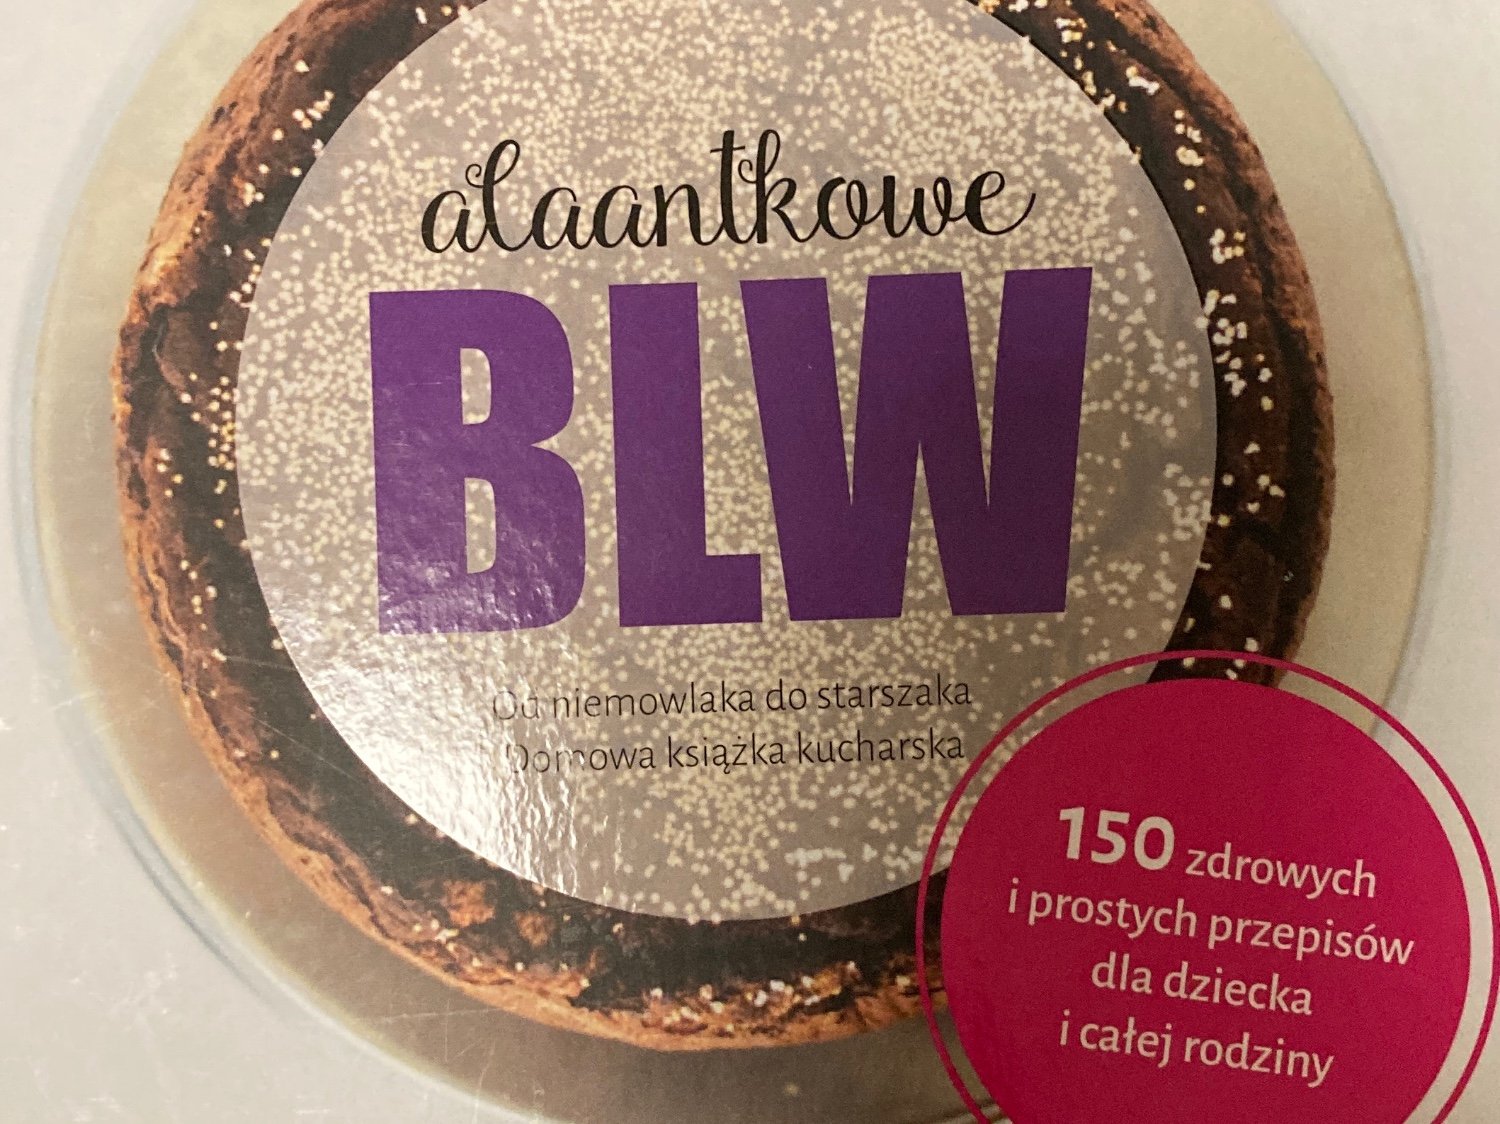 alaantkowe
BLW
Od niemowlaka do starszaka
Domowa książka kucharska
150 zdrowych
i prostych przepisów
dla dziecka
i całej rodziny